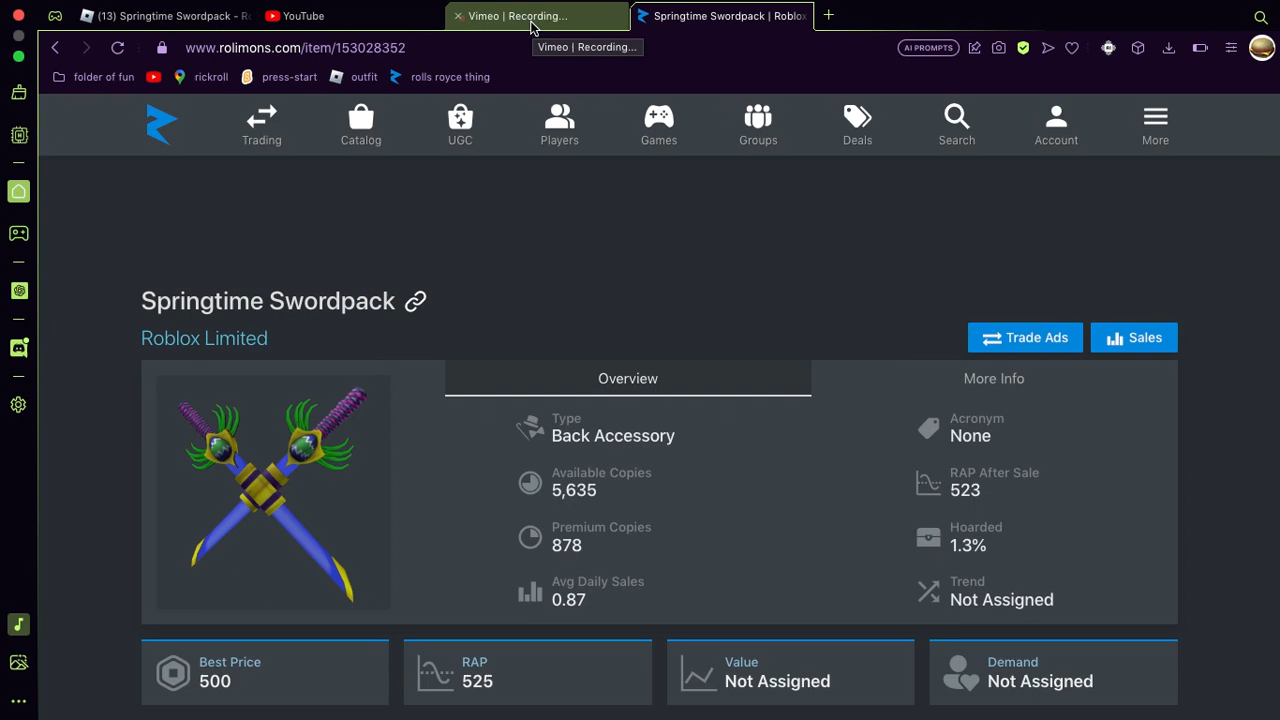 (13) Springtime Swordpack - R
YouTube
Vimeo | Recording...
Springtime Swordpack | Roblox
www.rolimons.com/item/153028352
Vimeo | Recording...
AI PROMPTS
folder of fun
rickroll
press-start
outfit
rolls royce thing
Trading
Catalog
UGC
Players
Games
Groups
Deals
Search
Account
More
Springtime Swordpack
Roblox Limited
Trade Ads
Sales
Overview
More Info
Type
Back Accessory
Acronym
None
Available Copies
5,635
RAP After Sale
523
Premium Copies
878
Hoarded
1.3%
Avg Daily Sales
0.87
Trend
Not Assigned
Best Price
500
RAP
525
Value
Not Assigned
Demand
Not Assigned